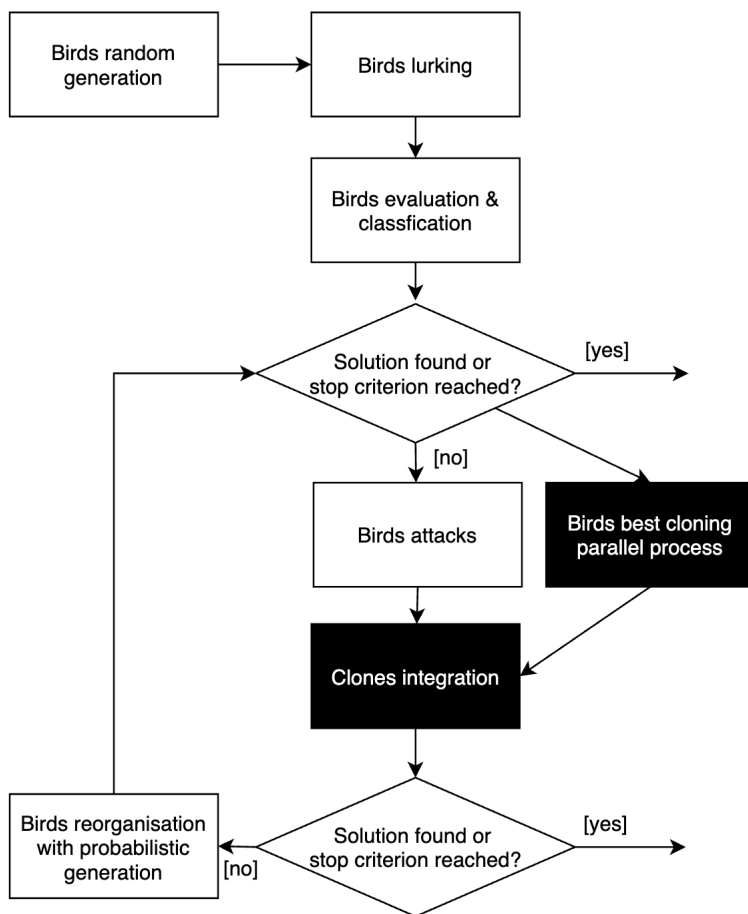 Birds random
generation
Birds lurking
Birds evaluation &
classfication
Solution found or
stop criterion reached?
[yes]
[no]
Birds attacks
Birds best cloning
parallel process
Clones integration
Solution found or
stop criterion reached?
[yes]
[no]
Birds reorganisation
with probabilistic
generation